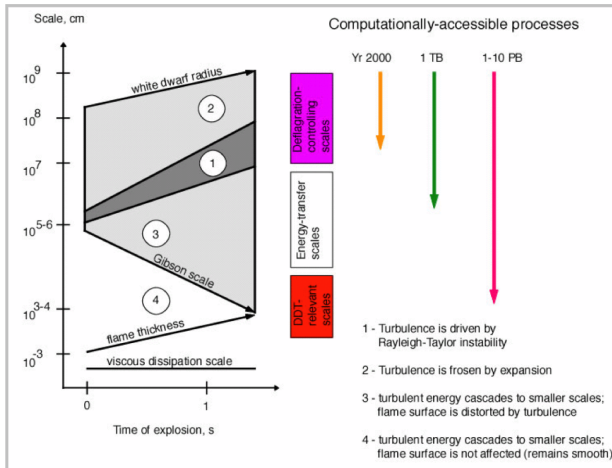 Scale, cm
Computationally-accessible processes
Yr 2000
1 TB
1-10 PB
10^9
10^8
10^7
10^5-6
10^3-4
10^-3
white dwarf radius
2
1
3
Gibson scale
4
flame thickness
viscous dissipation scale
0
1
Time of explosion, s
Deflagration-
controlling
scales
Energy-transfer
scales
DDT-
relevant
scales
1 - Turbulence is driven by
Rayleigh-Taylor instability
2 - Turbulence is frozen by expansion
3 - turbulent energy cascades to smaller scales;
flame surface is distorted by turbulence
4 - turbulent energy cascades to smaller scales;
flame surface is not affected (remains smooth)